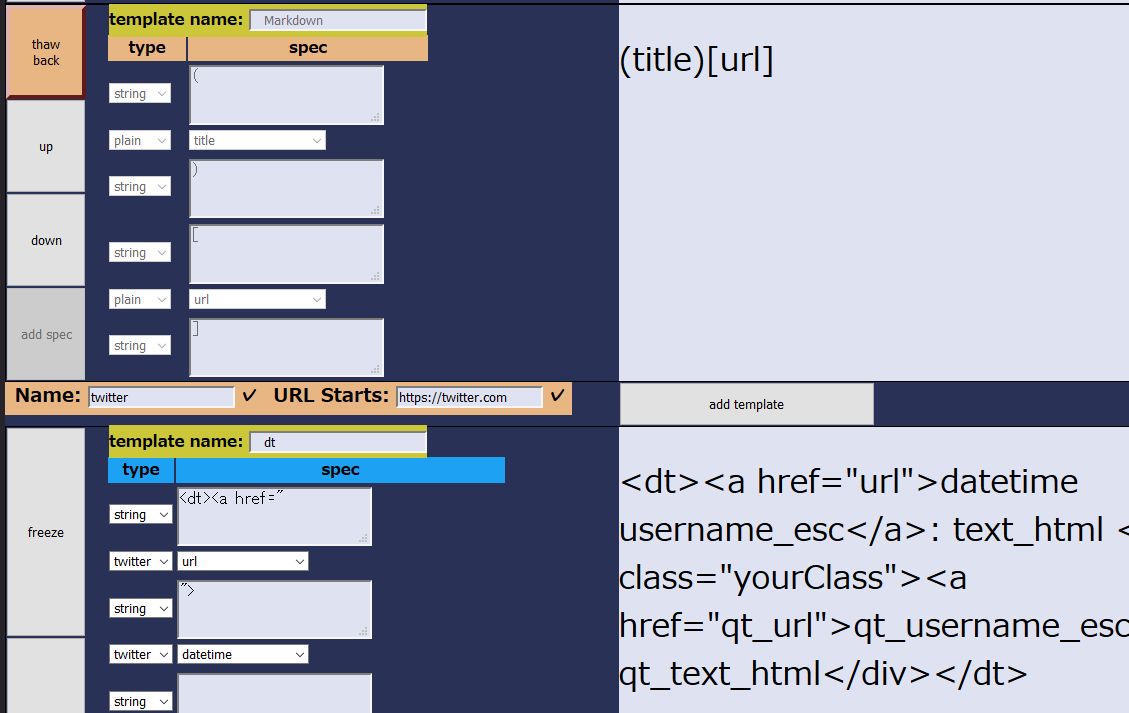 thaw
back
up
down
add spec
template name: Markdown
type spec
string (
plain title
string )
string [
plain url
string ]
(title)[url]
Name: twitter ✓ URL Starts: https://twitter.com ✓
add template
freeze
template name: dt
type spec
string <dt><a href="
twitter url
string ">
twitter datetime
string
<dt><a href="url">datetime
username_esc</a>: text_html <
class="yourClass"><a
href="qt_url">qt_username_esc
qt_text_html</div></dt>